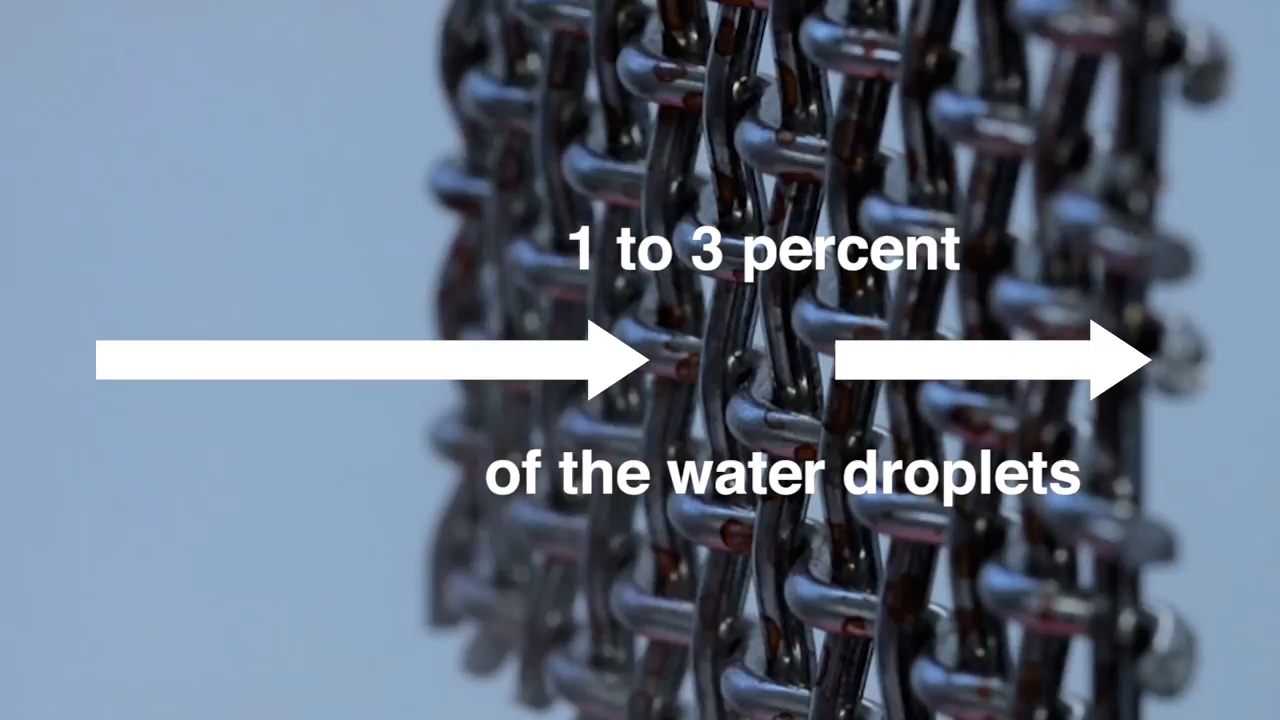 1 to 3 percent
of the water droplets